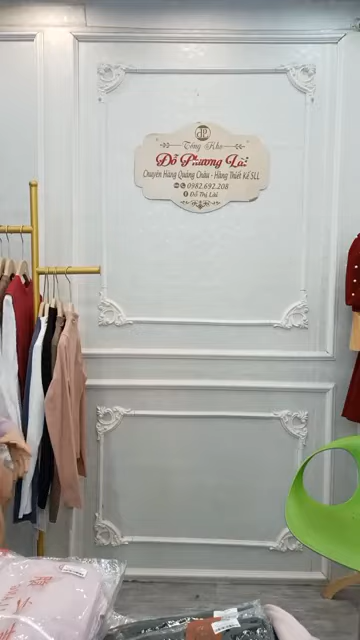 Tổng Kho
Đỗ Phương Lài
Chuyên Hàng Quảng Châu - Hàng Thiết Kế SLL
0982.692.208
Đỗ Thị Lài